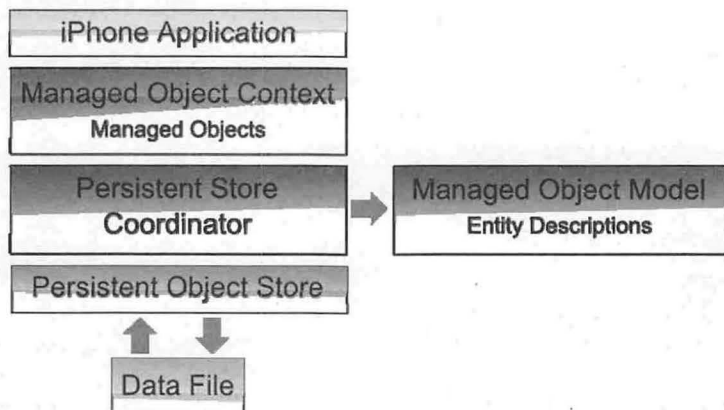 iPhone Application
Managed Object Context
Managed Objects
Persistent Store
Coordinator
Managed Object Model
Entity Descriptions
Persistent Object Store
Data File